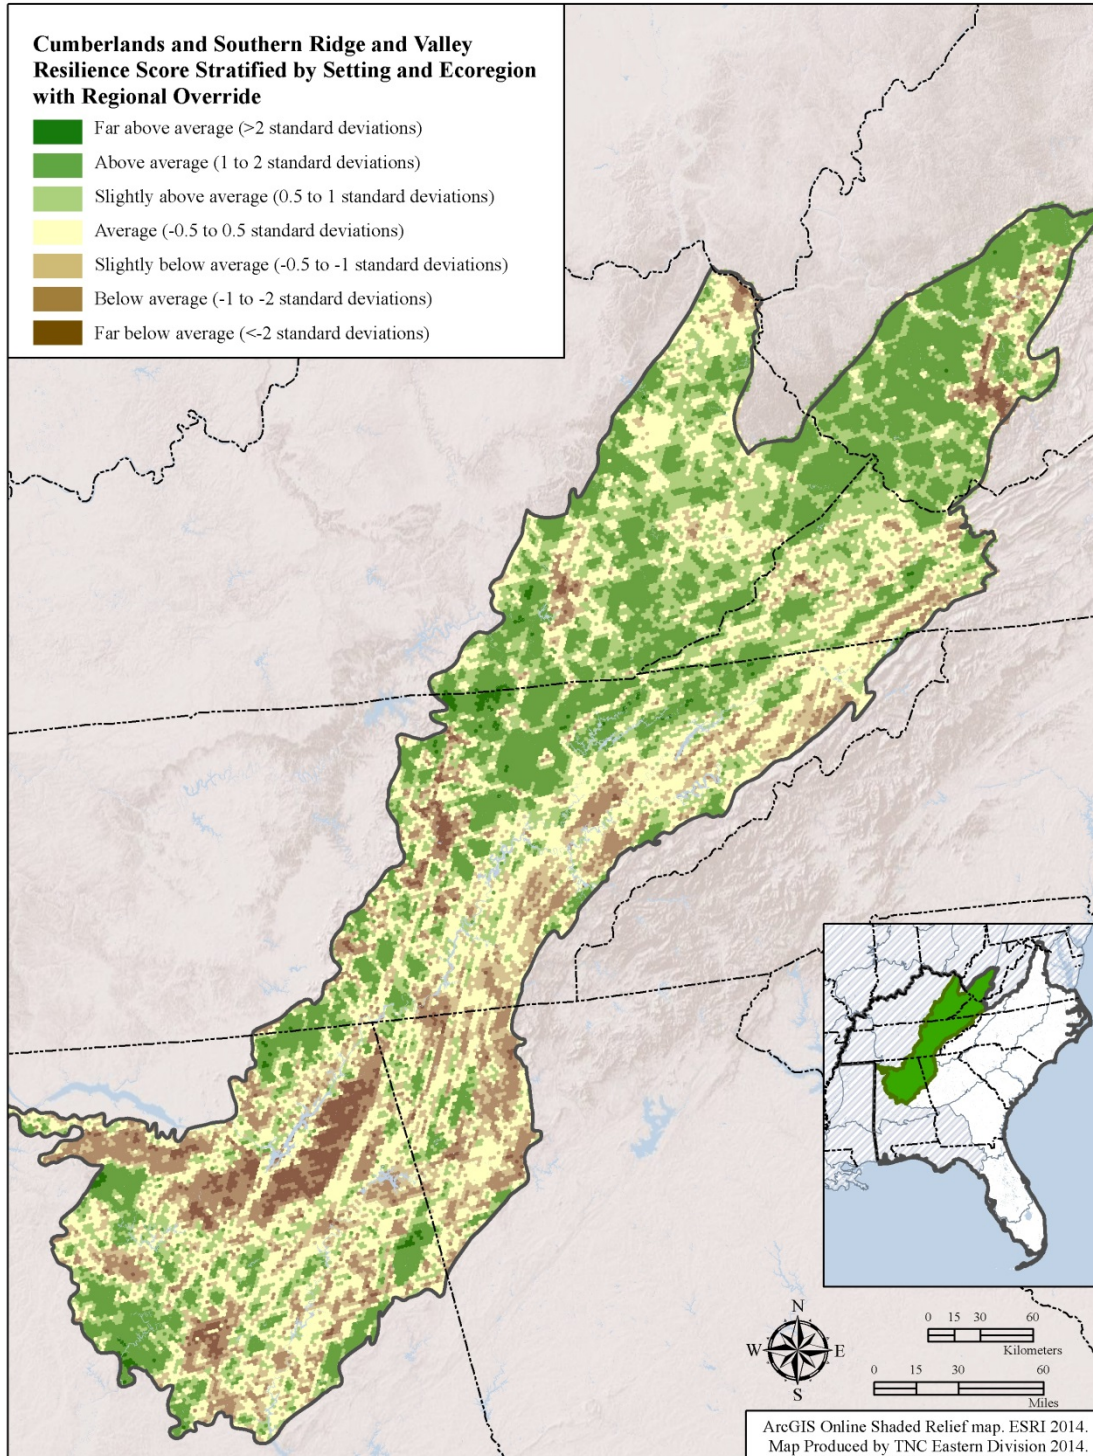 Cumberlands and Southern Ridge and Valley
Resilience Score Stratified by Setting and Ecoregion
with Regional Override
Far above average (>2 standard deviations)
Above average (1 to 2 standard deviations)
Slightly above average (0.5 to 1 standard deviations)
Average (-0.5 to 0.5 standard deviations)
Slightly below average (-0.5 to -1 standard deviations)
Below average (-1 to -2 standard deviations)
Far below average (<-2 standard deviations)
N
W E
S
0 15 30 60
Kilometers
0 15 30 60
Miles
ArcGIS Online Shaded Relief map. ESRI 2014.
Map Produced by TNC Eastern Division 2014.